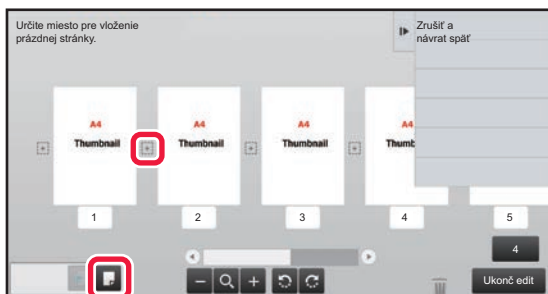 Určite miesto pre vloženie
prázdnej stránky.
Zrušiť a
návrat späť
A4
Thumbnail
A4
Thumbnail
A4
Thumbnail
A4
Thumb
1
2
3
4
5
4
Ukonč edit